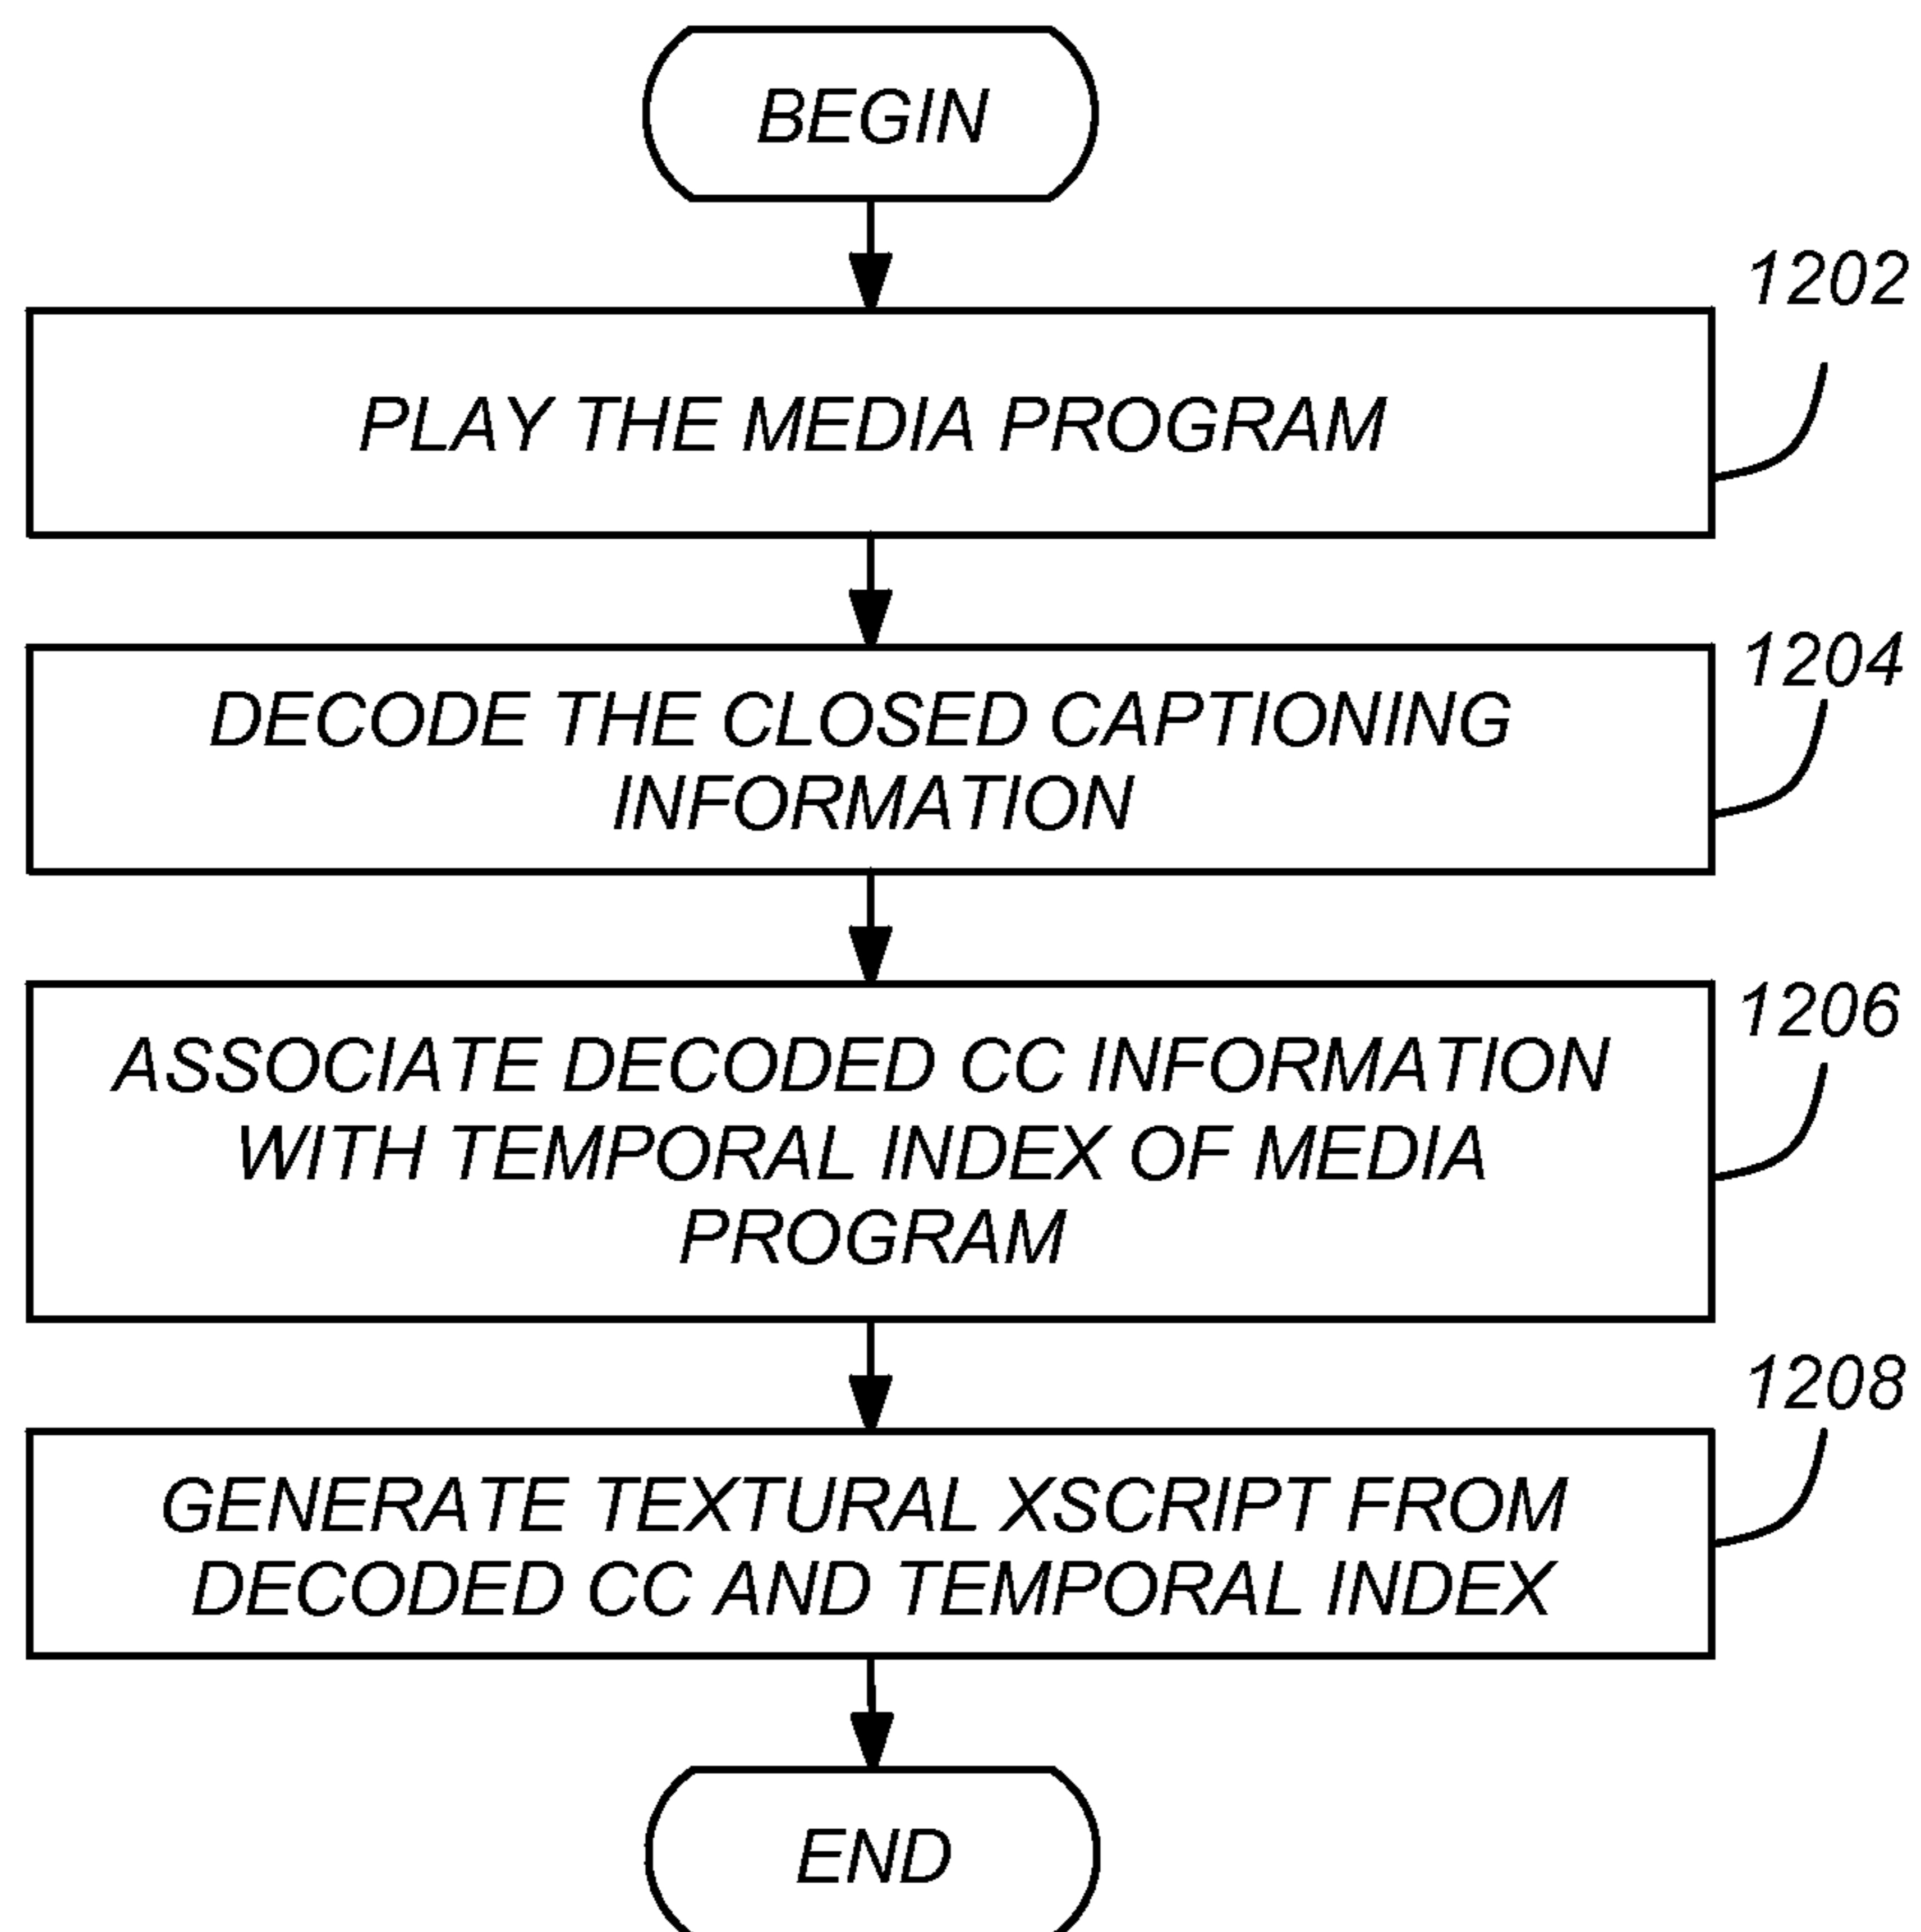 BEGIN
1202
PLAY THE MEDIA PROGRAM
1204
DECODE THE CLOSED CAPTIONING
INFORMATION
1206
ASSOCIATE DECODED CC INFORMATION
WITH TEMPORAL INDEX OF MEDIA
PROGRAM
1208
GENERATE TEXTURAL XSCRIPT FROM
DECODED CC AND TEMPORAL INDEX
END